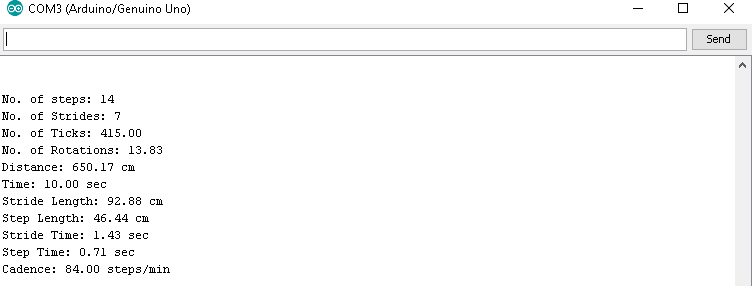 COM3 (Arduino/Genuino Uno)
Send
No. of steps: 14
No. of Strides: 7
No. of Ticks: 415.00
No. of Rotations: 13.83
Distance: 650.17 cm
Time: 10.00 sec
Stride Length: 92.88 cm
Step Length: 46.44 cm
Stride Time: 1.43 sec
Step Time: 0.71 sec
Cadence: 84.00 steps/min